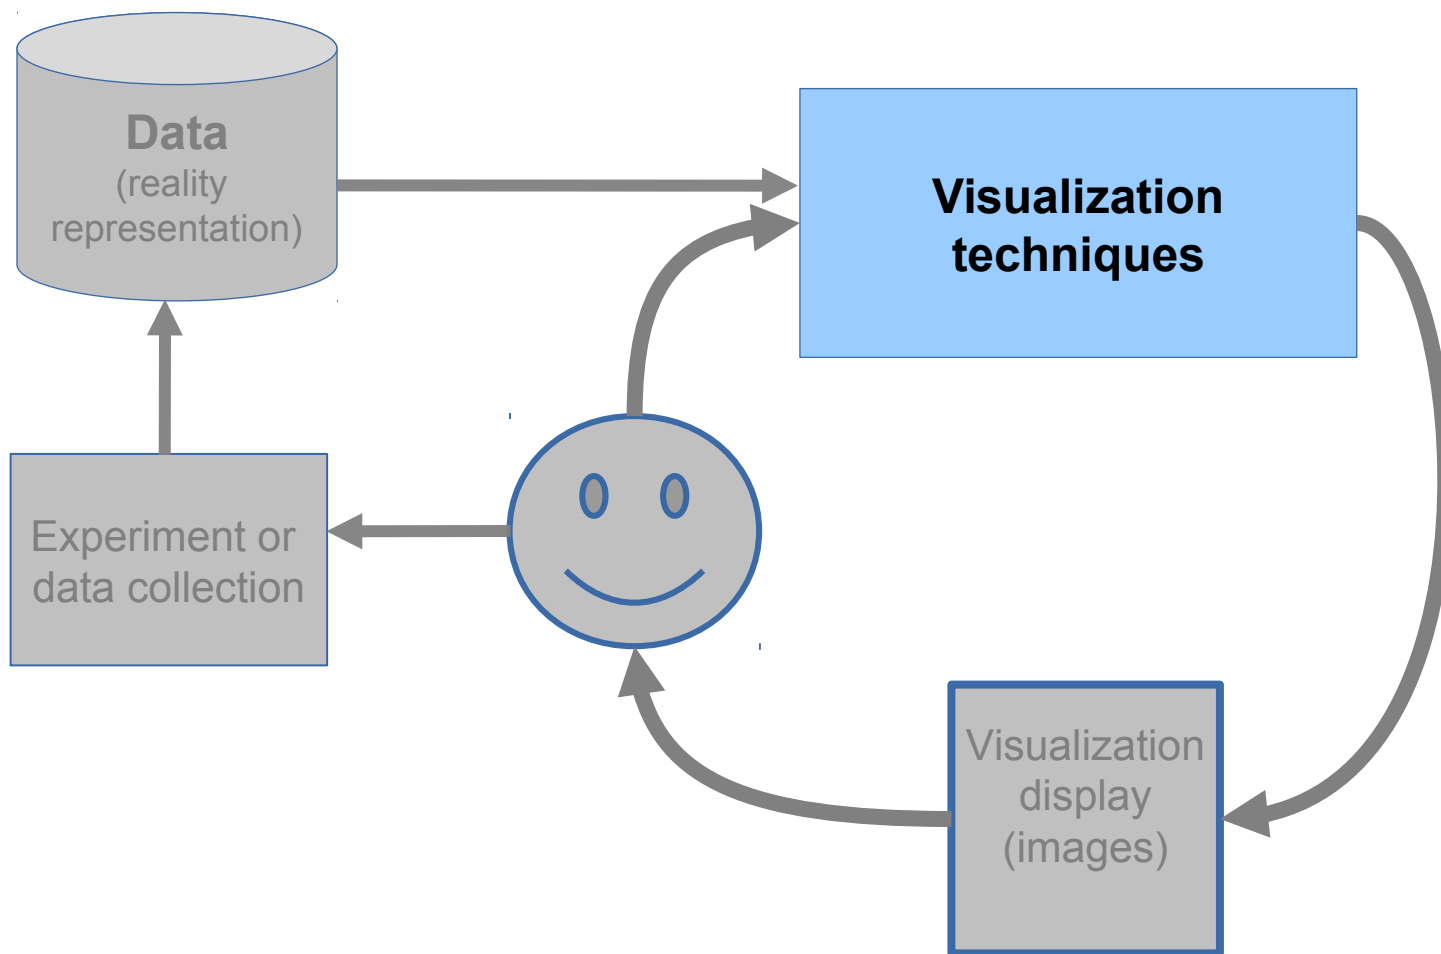 Data
(reality
representation)
Visualization
techniques
Experiment or
data collection
Visualization
display
(images)